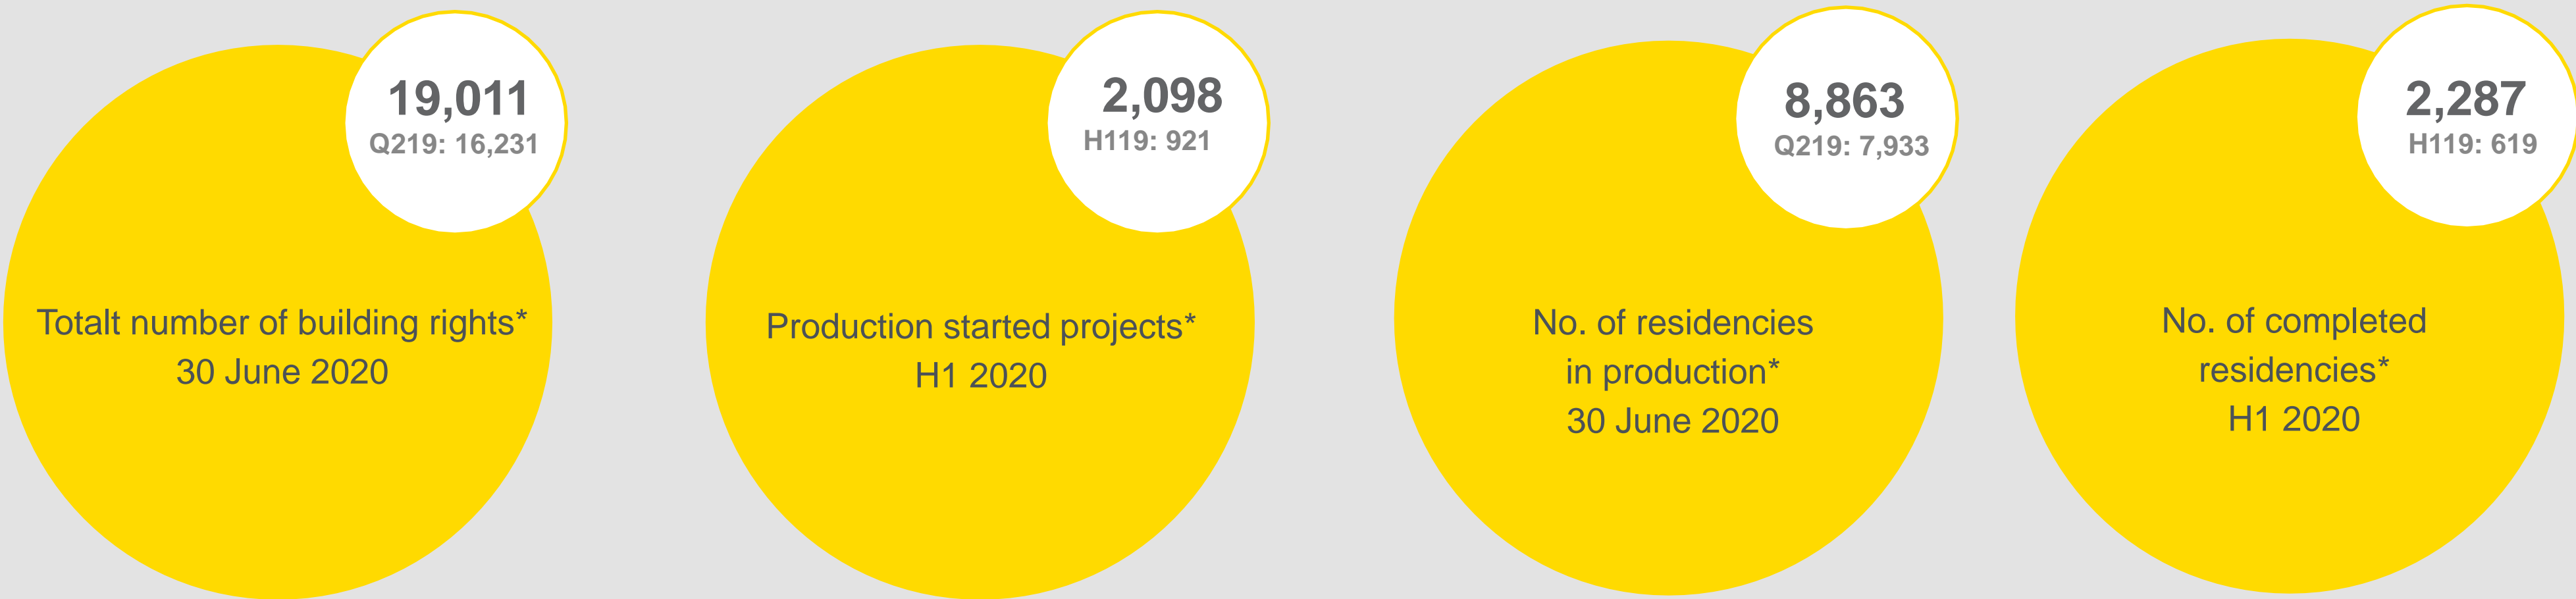 19,011
Q219: 16,231
Totalt number of building rights*
30 June 2020
2,098
H119: 921
Production started projects*
H1 2020
8,863
Q219: 7,933
No. of residencies
in production*
30 June 2020
2,287
H119: 619
No. of completed
residencies*
H1 2020